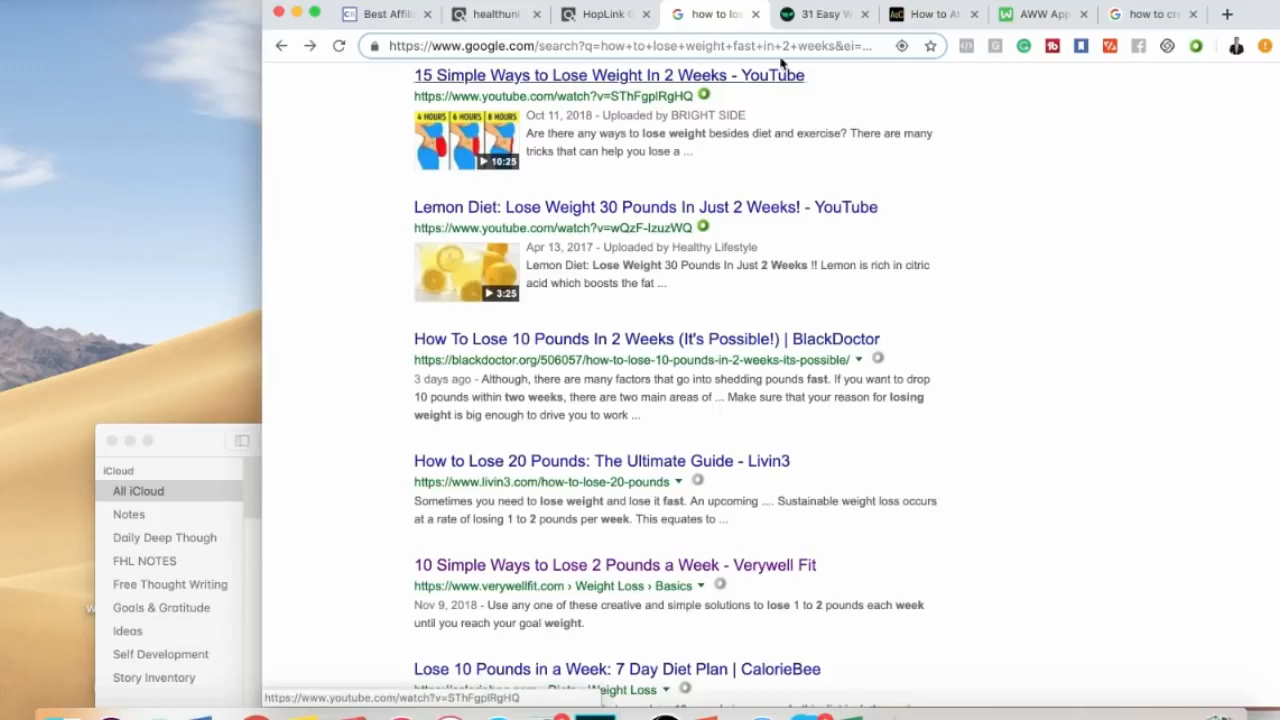 Best Affili
healthuni
HopLink G
how to los
31 Easy W
How to At
AWW App
how to cre
https://www.google.com/search?q=how+to+lose+weight+fast+in+2+weeks&ei=...
15 Simple Ways to Lose Weight In 2 Weeks - YouTube
https://www.youtube.com/watch?v=SThFgplRgHQ
4 HOURS 6 HOURS 8 HOURS
10:25
Oct 11, 2018 - Uploaded by BRIGHT SIDE
Are there any ways to lose weight besides diet and exercise? There are many
tricks that can help you lose a ...
Lemon Diet: Lose Weight 30 Pounds In Just 2 Weeks! - YouTube
https://www.youtube.com/watch?v=wQzF-IzuzWQ
3:25
Apr 13, 2017 - Uploaded by Healthy Lifestyle
Lemon Diet: Lose Weight 30 Pounds In Just 2 Weeks !! Lemon is rich in citric
acid which boosts the fat ...
How To Lose 10 Pounds In 2 Weeks (It's Possible!) | BlackDoctor
https://blackdoctor.org/506057/how-to-lose-10-pounds-in-2-weeks-its-possible/
3 days ago - Although, there are many factors that go into shedding pounds fast. If you want to drop
10 pounds within two weeks, there are two main areas of ... Make sure that your reason for losing
weight is big enough to drive you to work ...
How to Lose 20 Pounds: The Ultimate Guide - Livin3
https://www.livin3.com/how-to-lose-20-pounds
Sometimes you need to lose weight and lose it fast. An upcoming .... Sustainable weight loss occurs
at a rate of losing 1 to 2 pounds per week. This equates to ...
10 Simple Ways to Lose 2 Pounds a Week - Verywell Fit
https://www.verywellfit.com › Weight Loss › Basics
Nov 9, 2018 - Use any one of these creative and simple solutions to lose 1 to 2 pounds each week
until you reach your goal weight.
Lose 10 Pounds in a Week: 7 Day Diet Plan | CalorieBee
Weight Loss
https://www.youtube.com/watch?v=SThFgplRgHQ
iCloud
All iCloud
Notes
Daily Deep Though
FHL NOTES
Free Thought Writing
Goals & Gratitude
Ideas
Self Development
Story Inventory